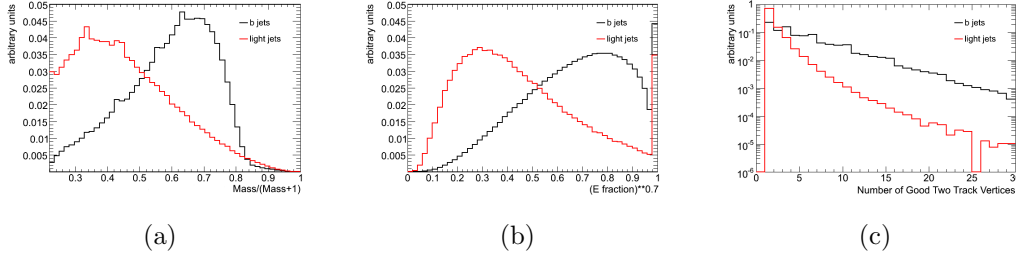 arbitrary units
0.05
0.045
0.04
0.035
0.03
0.025
0.02
0.015
0.01
0.005
b jets
light jets
0.3 0.4 0.5 0.6 0.7 0.8 0.9 1
Mass/(Mass+1)
(a)
arbitrary units
0.05
0.045
0.04
0.035
0.03
0.025
0.02
0.015
0.01
0.005
b jets
light jets
0 0.1 0.2 0.3 0.4 0.5 0.6 0.7 0.8 0.9 1
(E fraction)**0.7
(b)
arbitrary units
1
10-1
10-2
10-3
10-4
10-5
10-6
b jets
light jets
0 5 10 15 20 25 30
Number of Good Two Track Vertices
(c)